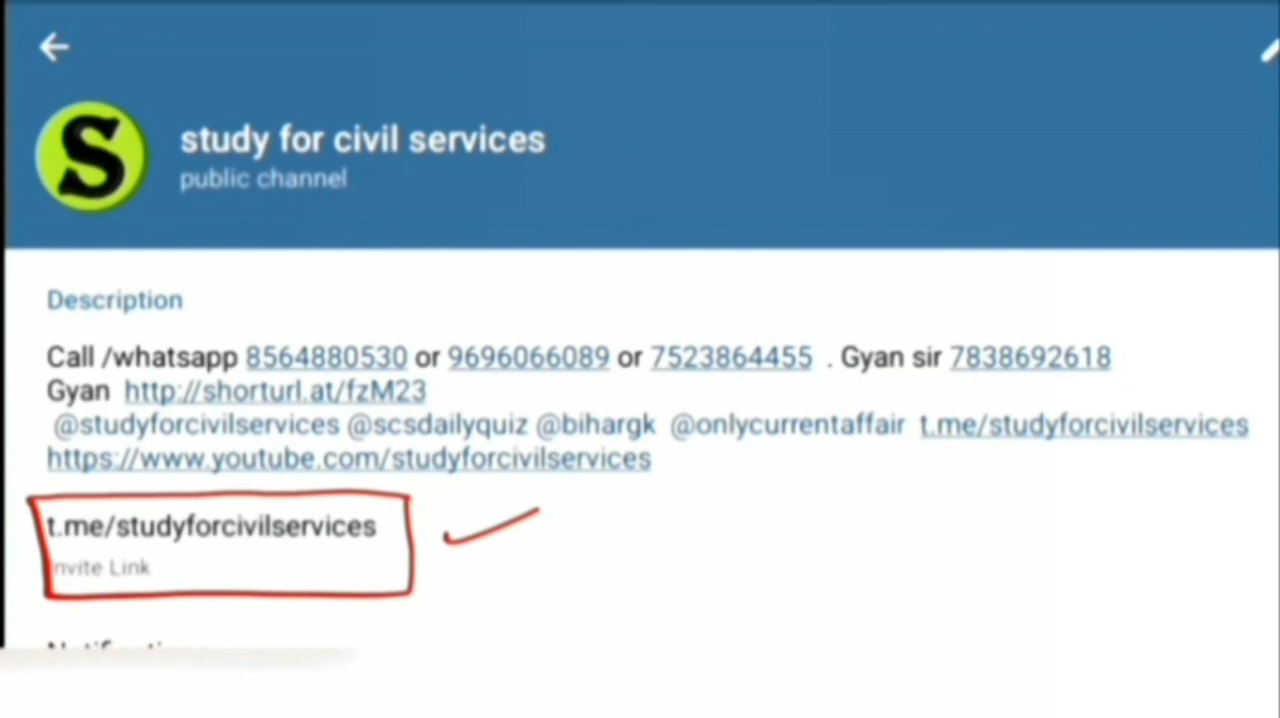 S
study for civil services
public channel
Description
Call /whatsapp 8564880530 or 9696066089 or 7523864455 . Gyan sir 7838692618
Gyan http://shorturl.at/fzM23
@studyforcivilservices @scsdailyquiz @bihargk @onlycurrentaffair t.me/studyforcivilservices
https://www.youtube.com/studyforcivilservices
t.me/studyforcivilservices
nvite Link